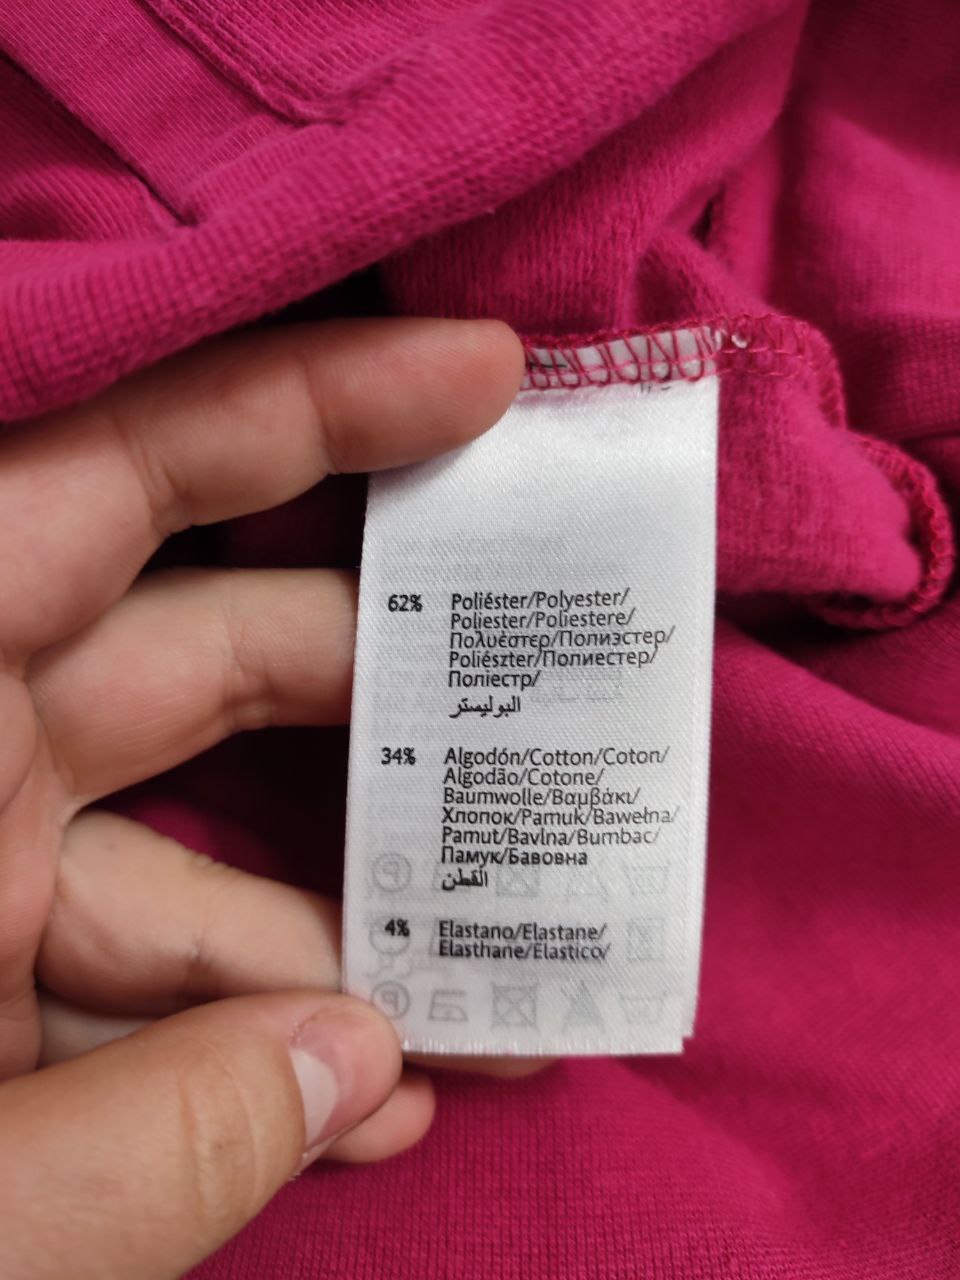 62% Poliéster/Polyester/
Poliester/Poliestere/
Πολυέστερ/Полиэстер/
Poliészter/Полиестер/
Поліестр/
البوليستر
34% Algodón/Cotton/Coton/
Algodão/Cotone/
Baumwolle/Βαμβάκι/
Хлопок/Pamuk/Bawełna/
Pamut/Bavlna/Bumbac/
Памук/Бавовна
القطن
4% Elastano/Elastane/
Elasthane/Elastico/